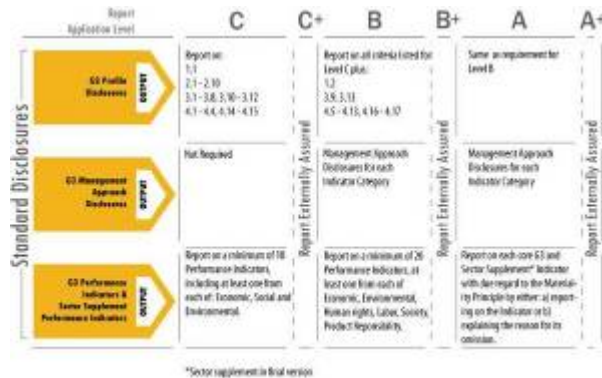 Report
Application Level
C
C+
B
B+
A
A+
Standard Disclosures
G3 Profile
Disclosures
OUTPUT
Report on:
1.1
2.1 - 2.10
3.1 - 3.8, 3.10 - 3.12
4.1 - 4.4, 4.14 - 4.15
Report Externally Assured
Report on all criteria listed for
Level C plus:
1.2
3.9, 3.13
4.5 - 4.13, 4.16 - 4.17
Report Externally Assured
Same as requirement for
Level B
Report Externally Assured
G3 Management
Approach
Disclosures
OUTPUT
Not Required
Management Approach
Disclosures for each
Indicator Category
Management Approach
Disclosures for each
Indicator Category
G3 Performance
Indicators &
Sector Supplement
Performance Indicators
OUTPUT
Report on a minimum of 10
Performance Indicators,
including at least one from
each of: Economic, Social and
Environmental.
Report on a minimum of 20
Performance Indicators, at
least one from each of
Economic, Environmental,
Human rights, Labor, Society,
Product Reponsibility.
Report on each core G3 and
Sector Supplement* Indicator
with due regard to the Material-
ity Principle by either: a) report-
ing on the Indicator or b)
explaining the reason for its
omission.
*Sector supplement in final version